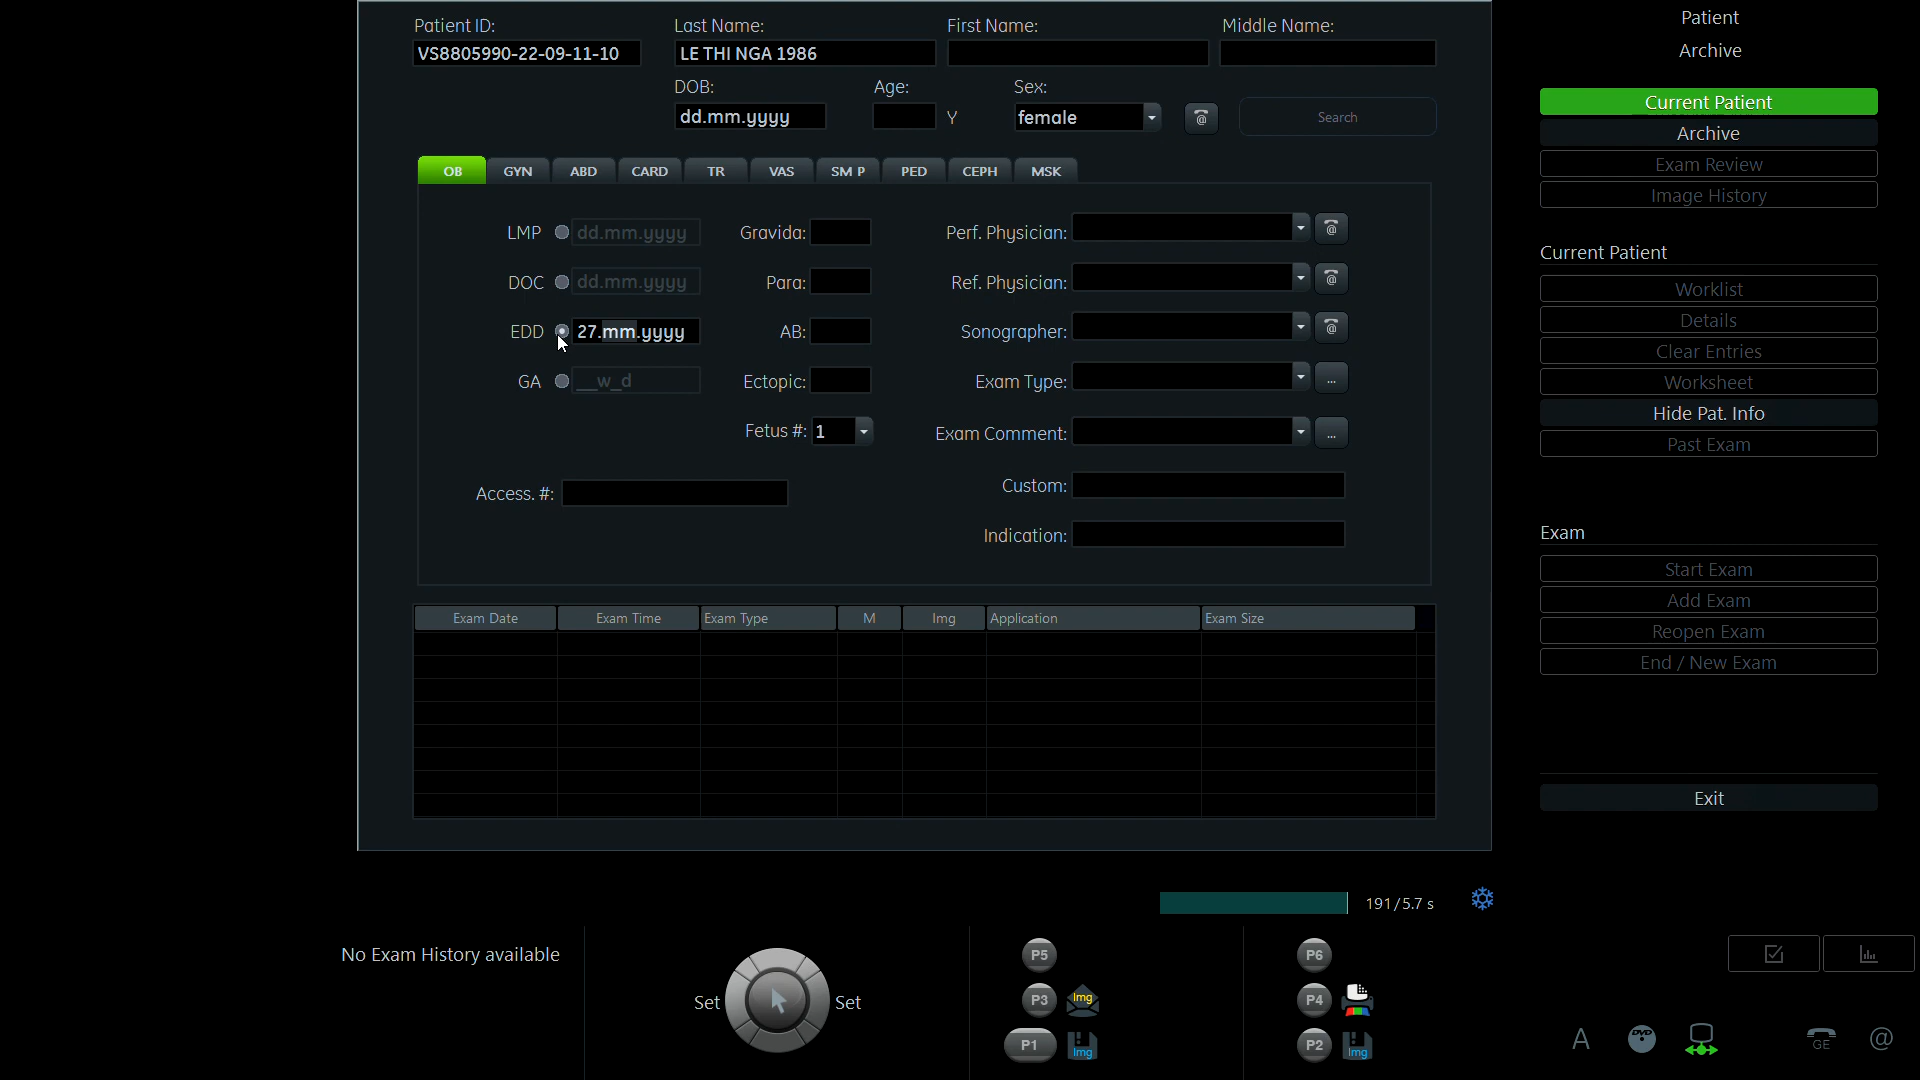 Patient ID: Last Name: First Name: Middle Name:
VS8805990-22-09-11-10 LE THI NGA 1986
DOB: Age: Sex:
dd.mm.yyyy Y female @ Search
OB GYN ABD CARD TR VAS SM P PED CEPH MSK
LMP dd.mm.yyyy Gravida: Perf. Physician: @
DOC dd.mm.yyyy Para: Ref. Physician: @
EDD 27.mm.yyyy AB: Sonographer: @
GA __w_d Ectopic: Exam Type: ...
Fetus #: 1 Exam Comment: ...
Access. #: Custom:
Indication:
Exam Date Exam Time Exam Type M Img Application Exam Size
Patient
Archive
Current Patient
Archive
Exam Review
Image History
Current Patient
Worklist
Details
Clear Entries
Worksheet
Hide Pat. Info
Past Exam
Exam
Start Exam
Add Exam
Reopen Exam
End / New Exam
Exit
191/5.7 s
No Exam History available
Set Set
P5 P6
P3 Img P4
P1 Img P2 Img
A DVD GE @